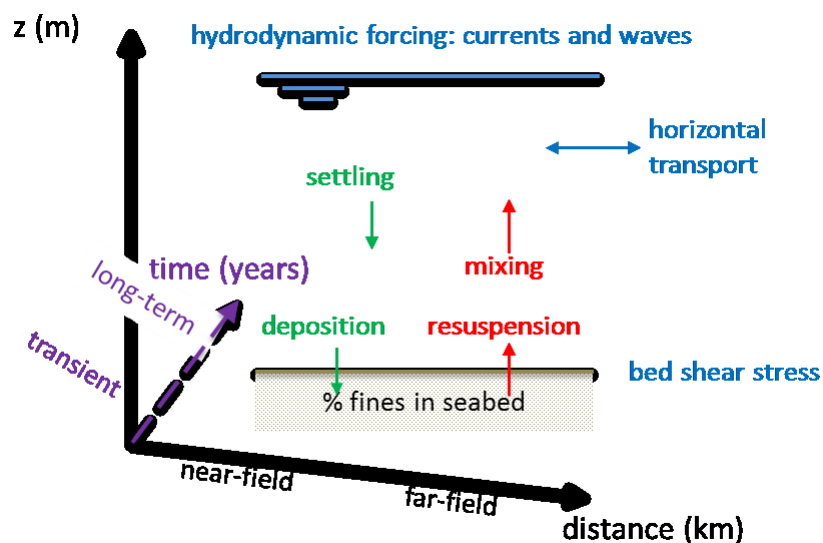 z (m)
hydrodynamic forcing: currents and waves
horizontal
transport
settling
mixing
time (years)
long-term
transient
deposition
resuspension
bed shear stress
% fines in seabed
near-field
far-field
distance (km)